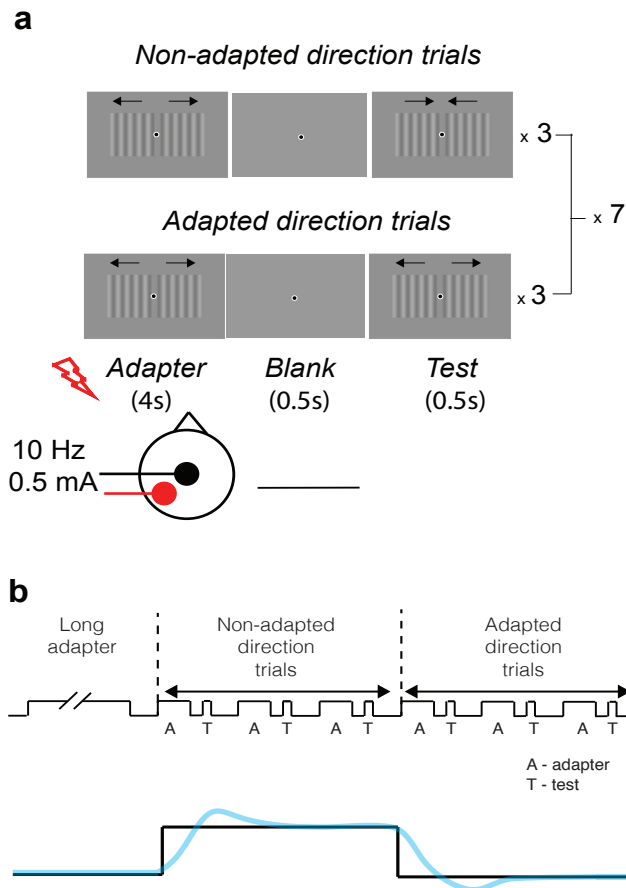 a
Non-adapted direction trials
x 3
x 7
Adapted direction trials
x 3
Adapter Blank Test
(4s) (0.5s) (0.5s)
10 Hz
0.5 mA
b
Long
adapter
Non-adapted
direction
trials
Adapted
direction
trials
A T A T A T A T A T A T
A - adapter
T - test